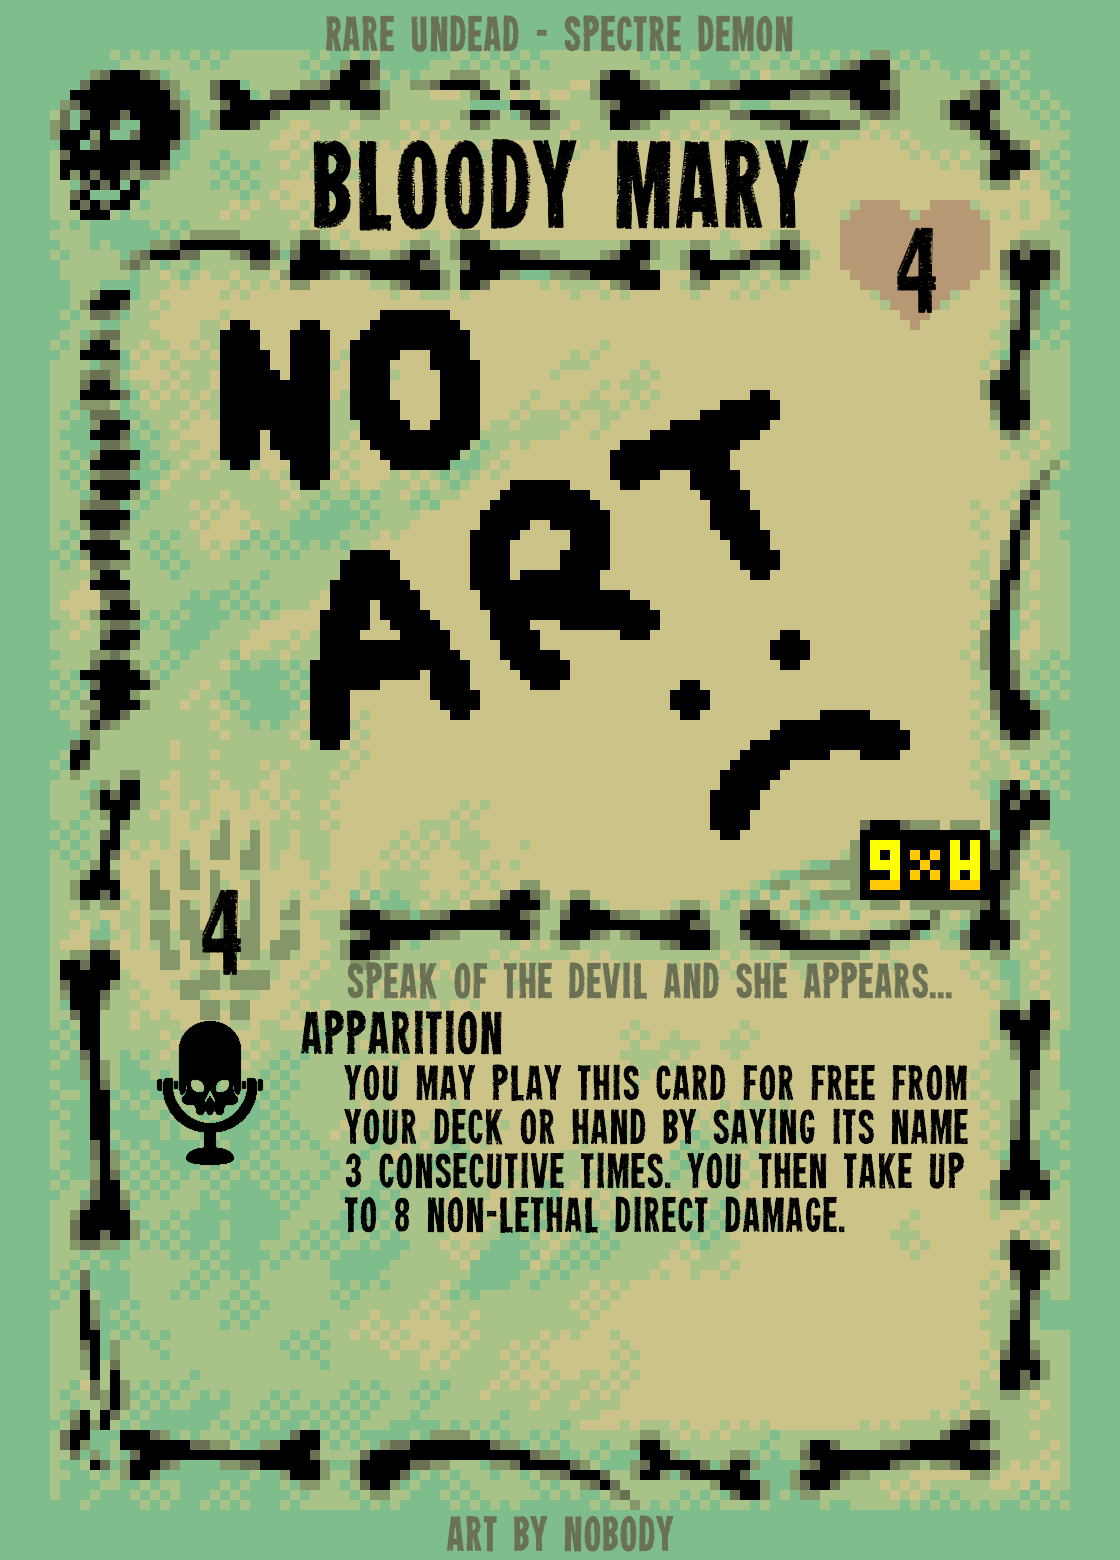 RARE UNDEAD - SPECTRE DEMON
BLOODY MARY
4
NO
ART
:(
9×8
4
SPEAK OF THE DEVIL AND SHE APPEARS...
APPARITION
YOU MAY PLAY THIS CARD FOR FREE FROM
YOUR DECK OR HAND BY SAYING ITS NAME
3 CONSECUTIVE TIMES. YOU THEN TAKE UP
TO 8 NON-LETHAL DIRECT DAMAGE.
ART BY NOBODY